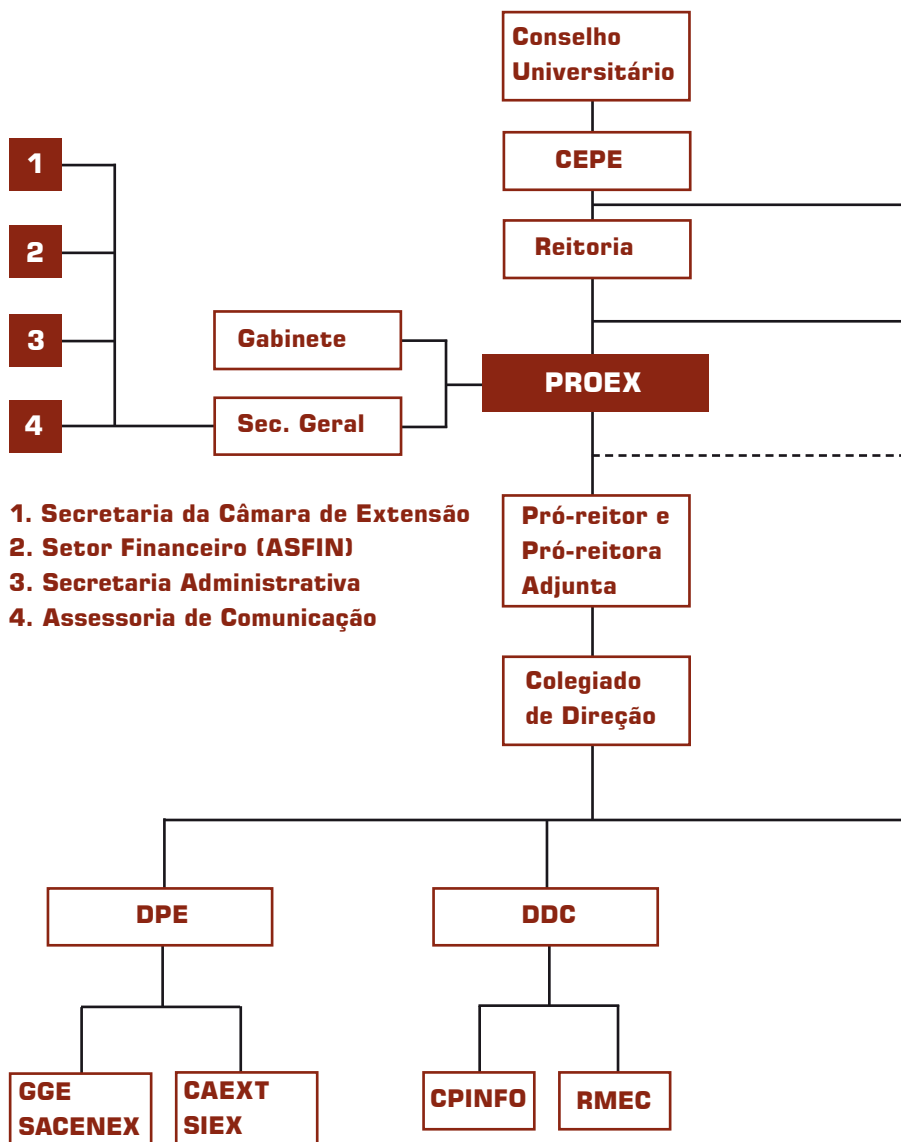 Conselho
Universitário
CEPE
Reitoria
1
2
3
4
Gabinete
Sec. Geral
PROEX
1. Secretaria da Câmara de Extensão
2. Setor Financeiro (ASFIN)
3. Secretaria Administrativa
4. Assessoria de Comunicação
Pró-reitor e
Pró-reitora
Adjunta
Colegiado
de Direção
DPE
DDC
GGE
SACENEX
CAEXT
SIEX
CPINFO
RMEC